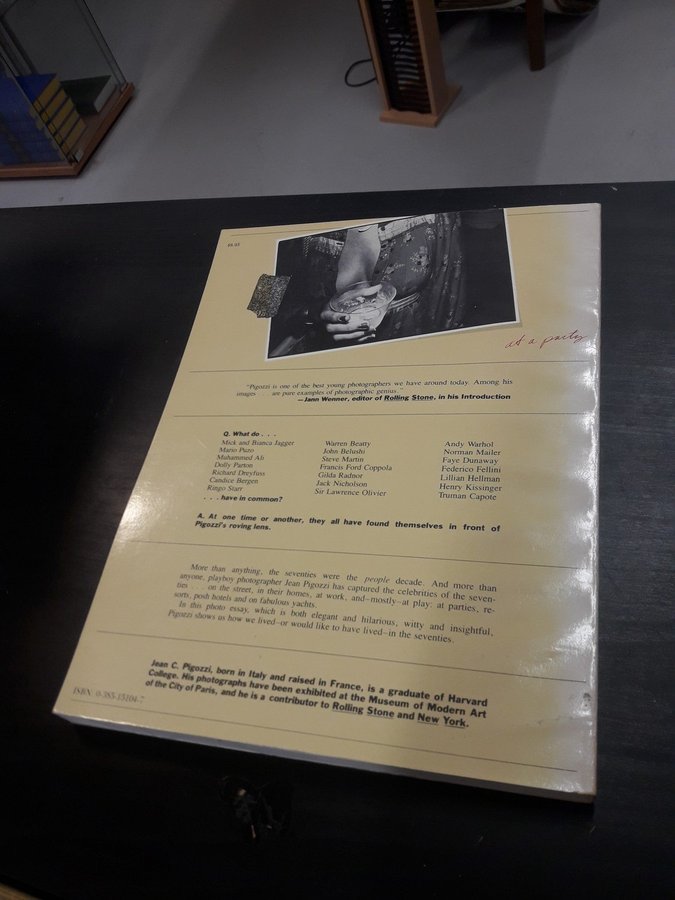 at a party
"Pigozzi is one of the best young photographers we have around today. Among his
images . . . are pure examples of photographic genius."
—Jann Wenner, editor of Rolling Stone, in his Introduction
Q. What do . . .
Mick and Bianca Jagger
Mario Puzo
Muhammed Ali
Dolly Parton
Richard Dreyfuss
Candice Bergen
Ringo Starr
Warren Beatty
John Belushi
Steve Martin
Francis Ford Coppola
Gilda Radnor
Jack Nicholson
Sir Lawrence Olivier
Andy Warhol
Norman Mailer
Faye Dunaway
Federico Fellini
Lillian Hellman
Henry Kissinger
Truman Capote
. . . have in common?
A. At one time or another, they all have found themselves in front of
Pigozzi's roving lens.
More than anything, the seventies were the people decade. And more than
anyone, playboy photographer Jean Pigozzi has captured the celebrities of the seven-
ties . . . on the street, in their homes, at work, and—mostly—at play: at parties, re-
sorts, posh hotels and on fabulous yachts.
In this photo essay, which is both elegant and hilarious, witty and insightful,
Pigozzi shows us how we lived—or would like to have lived—in the seventies.
Jean C. Pigozzi, born in Italy and raised in France, is a graduate of Harvard
College. His photographs have been exhibited at the Museum of Modern Art
of the City of Paris, and he is a contributor to Rolling Stone and New York.
ISBN: 0-385-15104-7